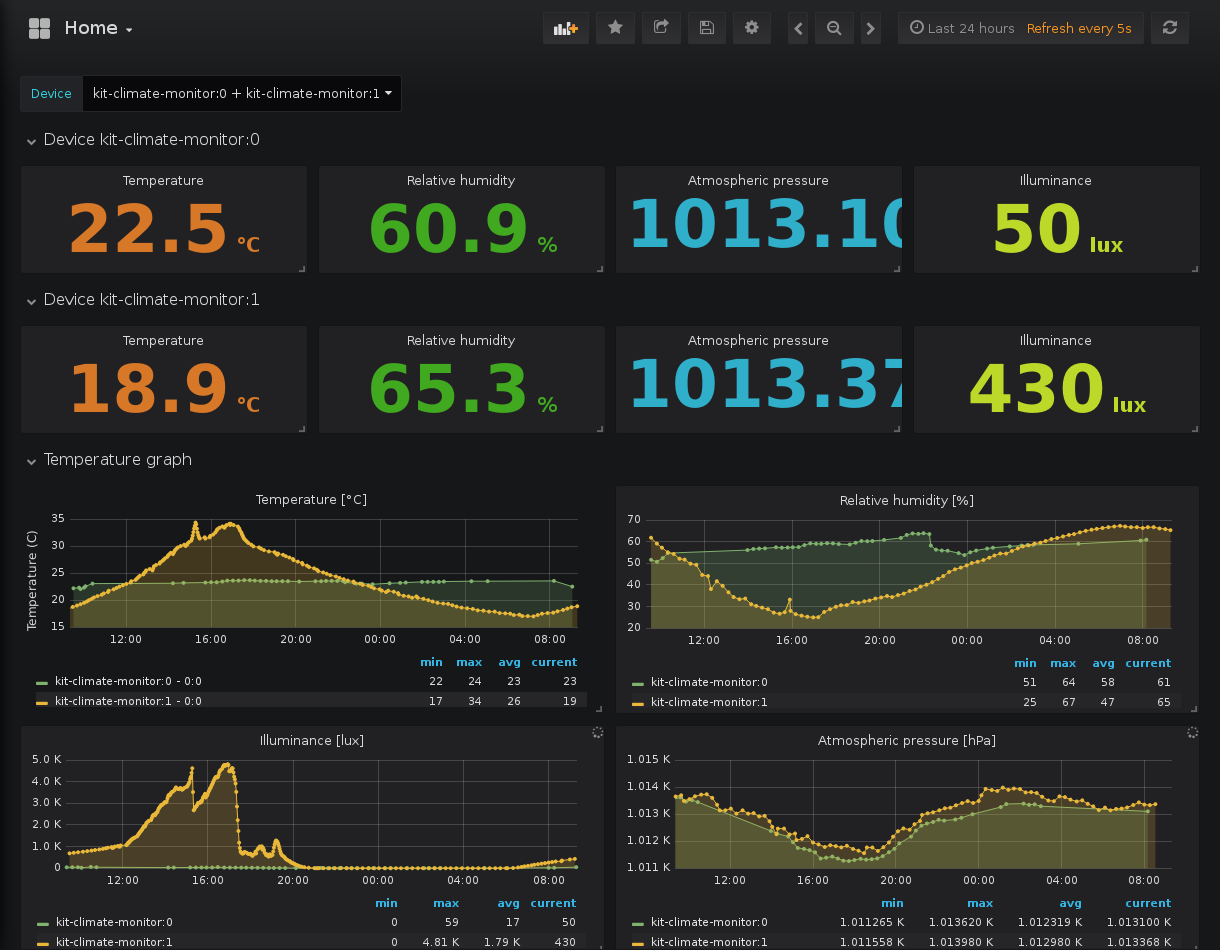 Home
Last 24 hours Refresh every 5s
Device kit-climate-monitor:0 + kit-climate-monitor:1
Device kit-climate-monitor:0
Temperature Relative humidity Atmospheric pressure Illuminance
22.5 °C 60.9 % 1013.10 50 lux
Device kit-climate-monitor:1
Temperature Relative humidity Atmospheric pressure Illuminance
18.9 °C 65.3 % 1013.37 430 lux
Temperature graph
Temperature [°C]
Temperature (C)
35
30
25
20
15
12:00 16:00 20:00 00:00 04:00 08:00
min max avg current
kit-climate-monitor:0 - 0:0 22 24 23 23
kit-climate-monitor:1 - 0:0 17 34 26 19
Relative humidity [%]
70
60
50
40
30
20
12:00 16:00 20:00 00:00 04:00 08:00
min max avg current
kit-climate-monitor:0 51 64 58 61
kit-climate-monitor:1 25 67 47 65
Illuminance [lux]
5.0 K
4.0 K
3.0 K
2.0 K
1.0 K
0
12:00 16:00 20:00 00:00 04:00 08:00
min max avg current
kit-climate-monitor:0 0 59 17 50
kit-climate-monitor:1 0 4.81 K 1.79 K 430
Atmospheric pressure [hPa]
1.015 K
1.014 K
1.013 K
1.012 K
1.011 K
12:00 16:00 20:00 00:00 04:00 08:00
min max avg current
kit-climate-monitor:0 1.011265 K 1.013620 K 1.012319 K 1.013100 K
kit-climate-monitor:1 1.011558 K 1.013980 K 1.012980 K 1.013368 K